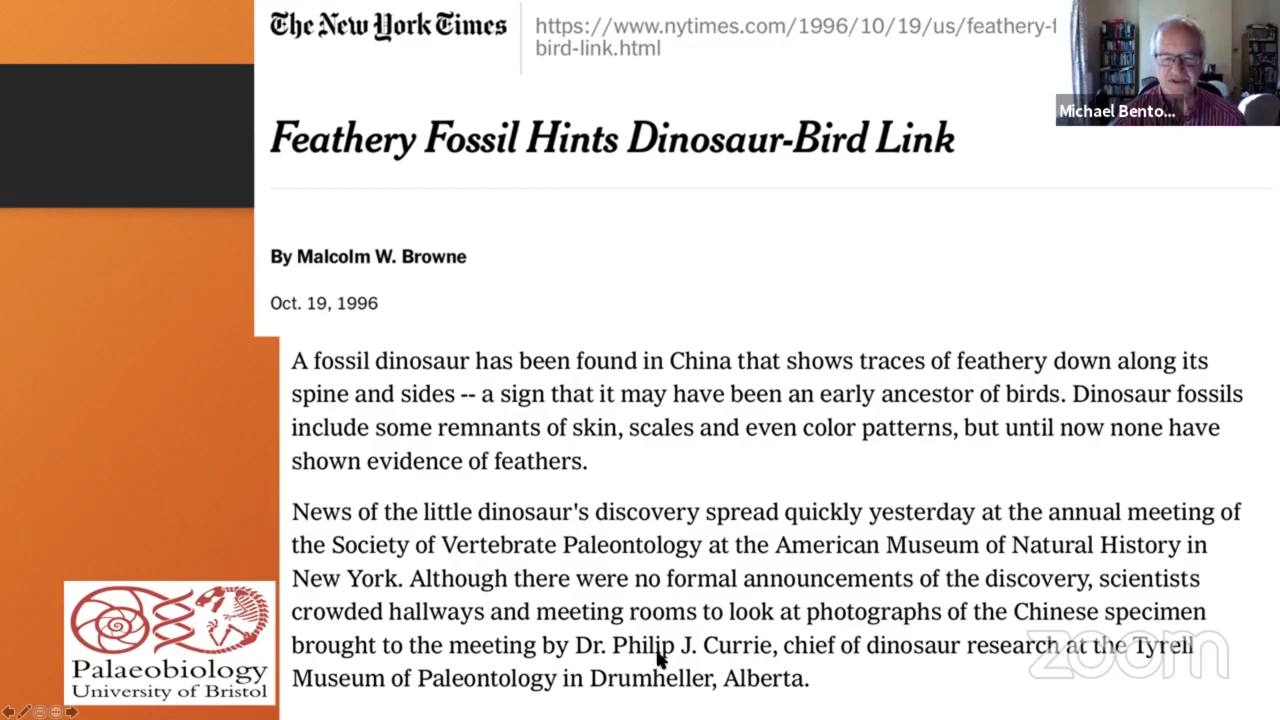 The New York Times
https://www.nytimes.com/1996/10/19/us/feathery-f
bird-link.html
Michael Bento...
Feathery Fossil Hints Dinosaur-Bird Link
By Malcolm W. Browne
Oct. 19, 1996
A fossil dinosaur has been found in China that shows traces of feathery down along its
spine and sides -- a sign that it may have been an early ancestor of birds. Dinosaur fossils
include some remnants of skin, scales and even color patterns, but until now none have
shown evidence of feathers.
News of the little dinosaur's discovery spread quickly yesterday at the annual meeting of
the Society of Vertebrate Paleontology at the American Museum of Natural History in
New York. Although there were no formal announcements of the discovery, scientists
crowded hallways and meeting rooms to look at photographs of the Chinese specimen
brought to the meeting by Dr. Philip J. Currie, chief of dinosaur research at the Tyrell
Museum of Paleontology in Drumheller, Alberta.
Palaeobiology
University of Bristol
zoom